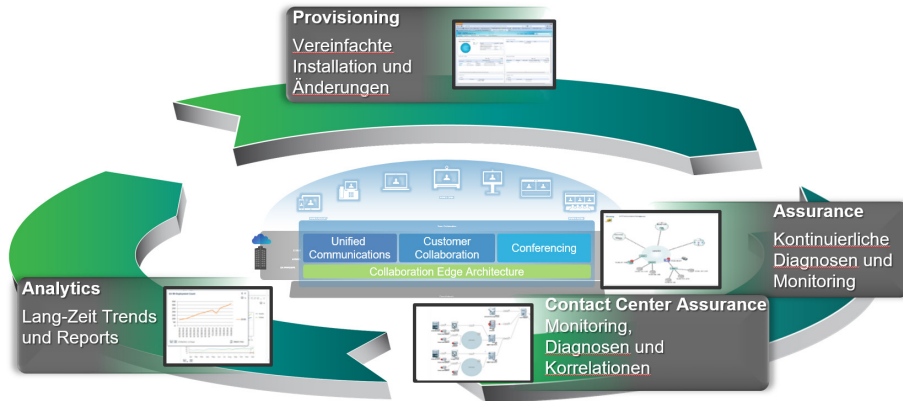 Provisioning
Vereinfachte
Installation und
Änderungen
Unified
Communications
Customer
Collaboration
Conferencing
Collaboration Edge Architecture
Assurance
Kontinuierliche
Diagnosen und
Monitoring
Analytics
Lang-Zeit Trends
und Reports
Contact Center Assurance
Monitoring,
Diagnosen und
Korrelationen